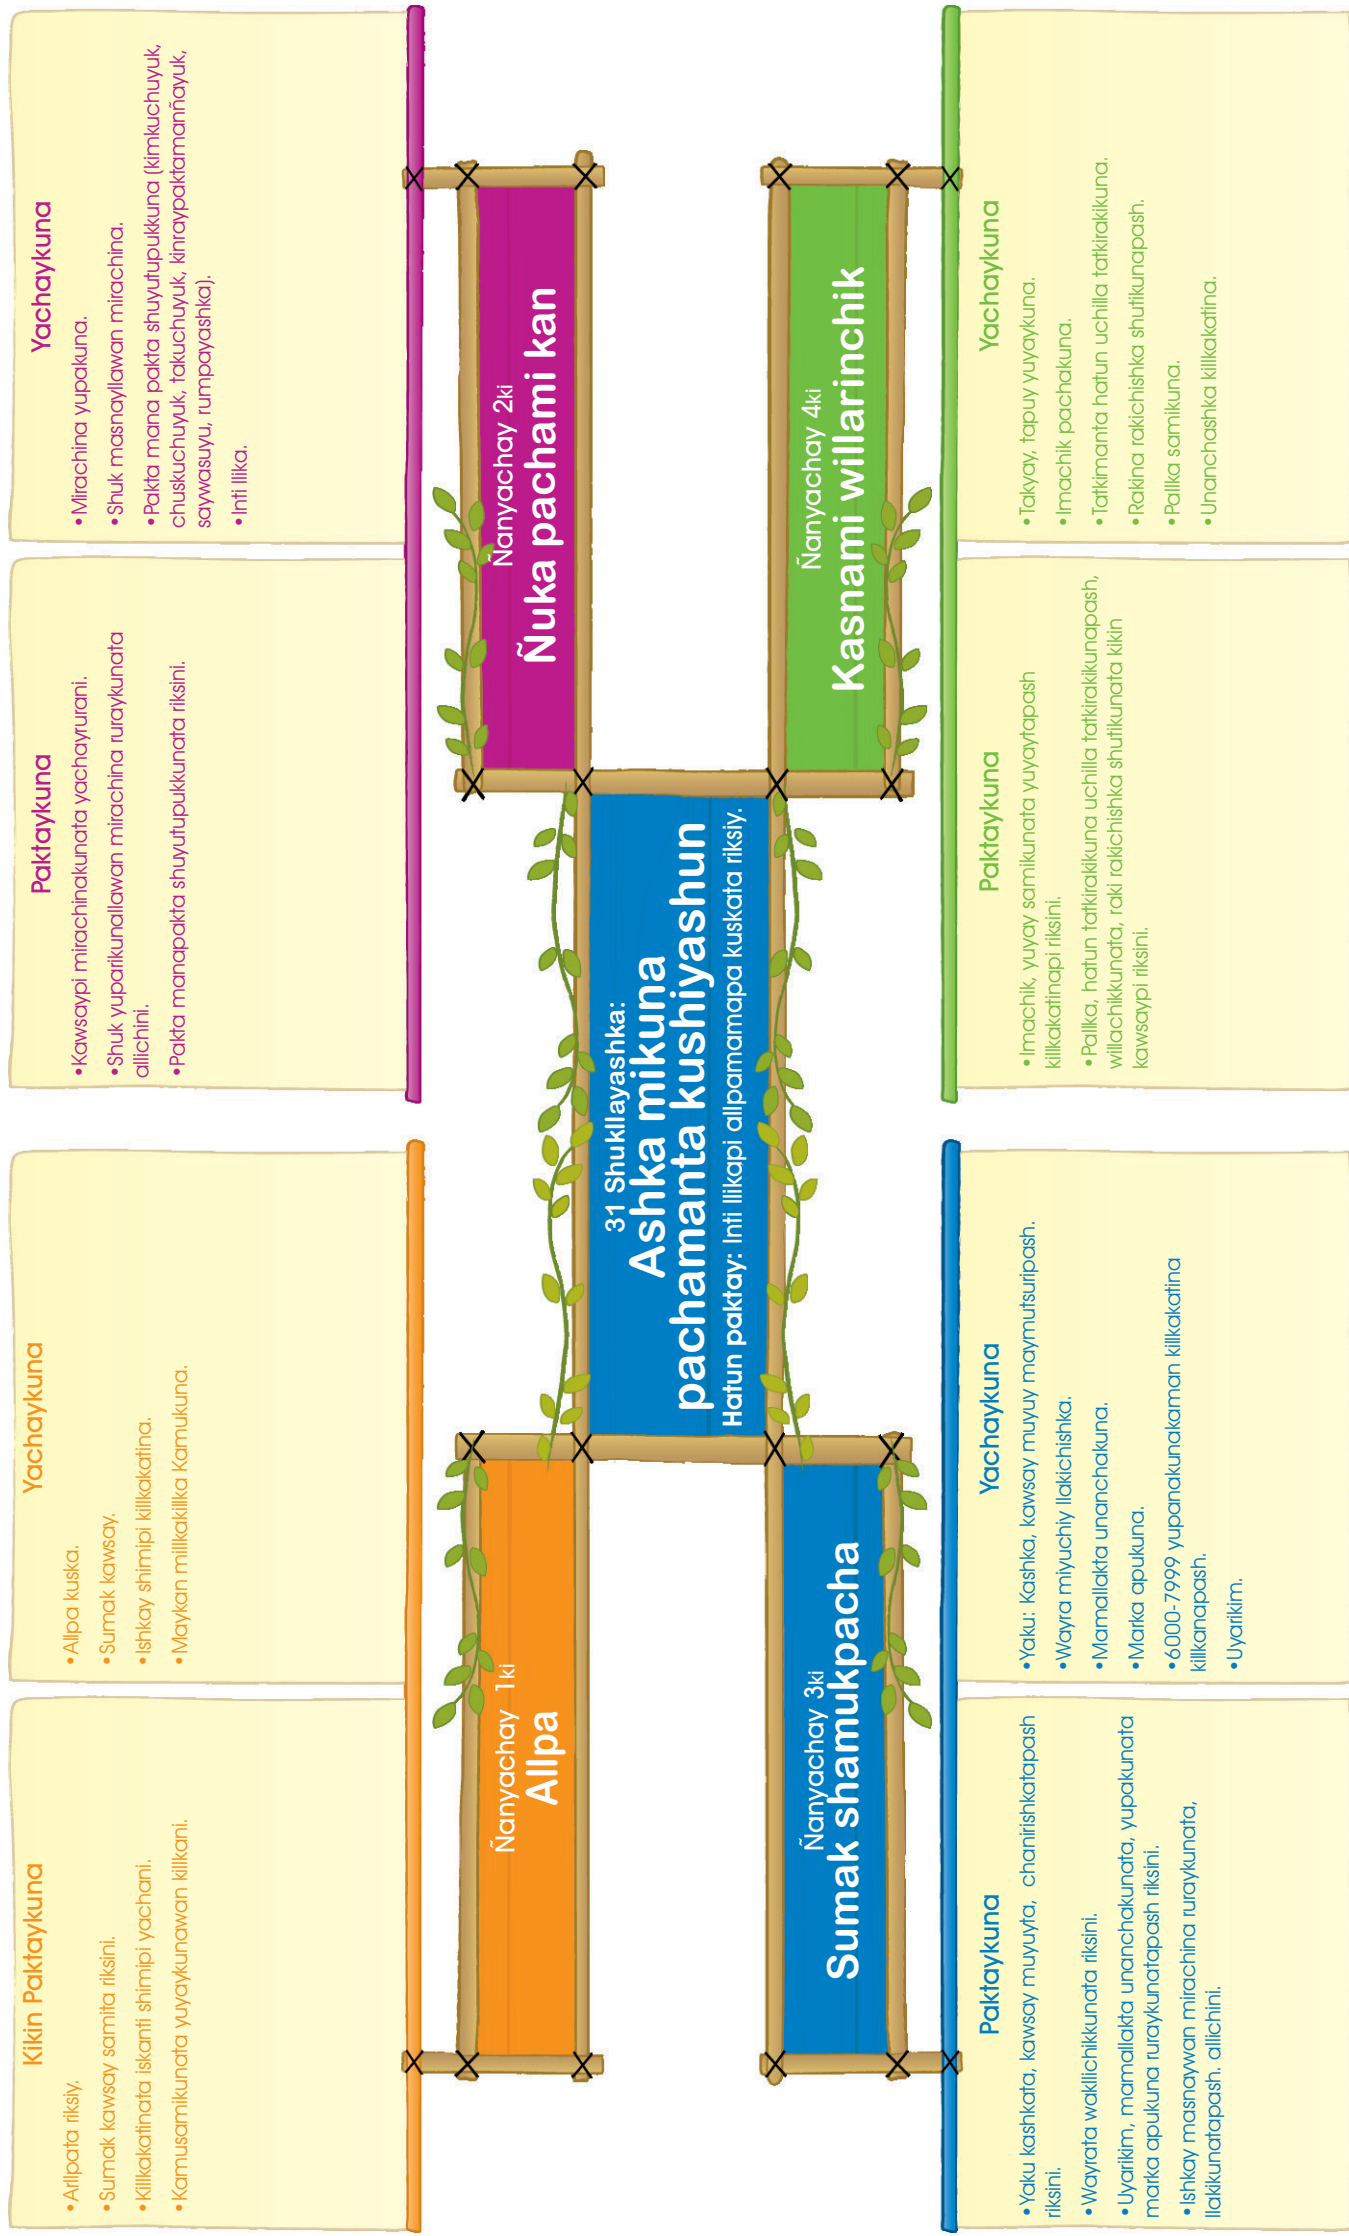 31 Shukllayashka:
Ashka mikuna
pachamanta kushiyashun
Hatun paktay: Inti llikapi allpamamapa kuskata riksiy.
Ñanyachay 1ki
Allpa
Kikin Paktaykuna
•Arllpata riksiy.
•Sumak kawsay samita riksini.
•Killkakatinata iskanti shimipi yachani.
•Kamusamikunata yuyaykunawan killkani.
Yachaykuna
•Allpa kuska.
•Sumak kawsay.
•Ishkay shimipi killkakatina.
•Maykan millkakillka Kamukuna.
Ñanyachay 2ki
Ñuka pachami kan
Paktaykuna
•Kawsaypi mirachinakunata yachayrurani.
•Shuk yuparikunallawan mirachina ruraykunata
allichini.
•Pakta manapakta shuyutupukkunata riksini.
Yachaykuna
•Mirachina yupakuna.
•Shuk masnayllawan mirachina.
•Pakta mana pakta shuyutupukkuna (kimkuchuyuk,
chuskuchuyuk, takuchuyuk, kinraypaktamanñayuk,
saywasuyu, rumpayashka).
•Inti llika.
Ñanyachay 3ki
Sumak shamukpacha
Paktaykuna
•Yaku kashkata, kawsay muyuyta, chanirishkatapash
riksini.
•Wayrata wakllichikkunata riksini.
•Uyarikim, mamallakta unanchakunata, yupakunata
marka apukuna ruraykunatapash riksini.
•Ishkay masnaywan mirachina ruraykunata,
llakikunatapash. allichini.
Yachaykuna
•Yaku: Kashka, kawsay muyuy maymutsuripash.
•Wayra miyuchiy llakichishka.
•Mamallakta unanchakuna.
•Marka apukuna.
•6000-7999 yupanakunakaman killkakatina
killkanapash.
•Uyarikim.
Ñanyachay 4ki
Kasnami willarinchik
Paktaykuna
•Imachik, yuyay samikunata yuyaytapash
killkakatinapi riksini.
•Pallka, hatun tatkirakikuna uchilla tatkirakikunapash,
willachikkunata, raki rakichishka shutikunata kikin
kawsaypi riksini.
Yachaykuna
•Takyay, tapuy yuyaykuna.
•Imachik pachakuna.
•Tatkimanta hatun uchilla tatkirakikuna.
•Rakina rakichishka shutikunapash.
•Pallka samikuna.
•Unanchashka killkakatina.